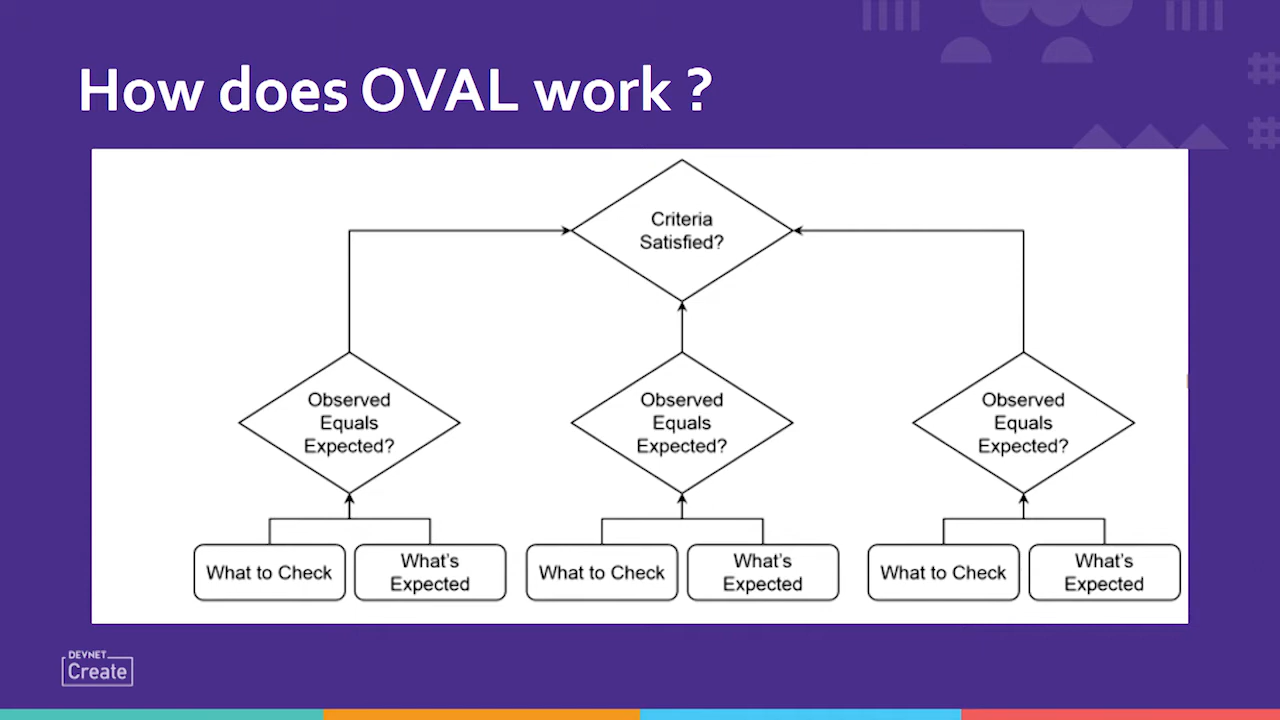 How does OVAL work ?
Criteria
Satisfied?
Observed
Equals
Expected?
Observed
Equals
Expected?
Observed
Equals
Expected?
What to Check
What's
Expected
What to Check
What's
Expected
What to Check
What's
Expected
DEVNET
Create